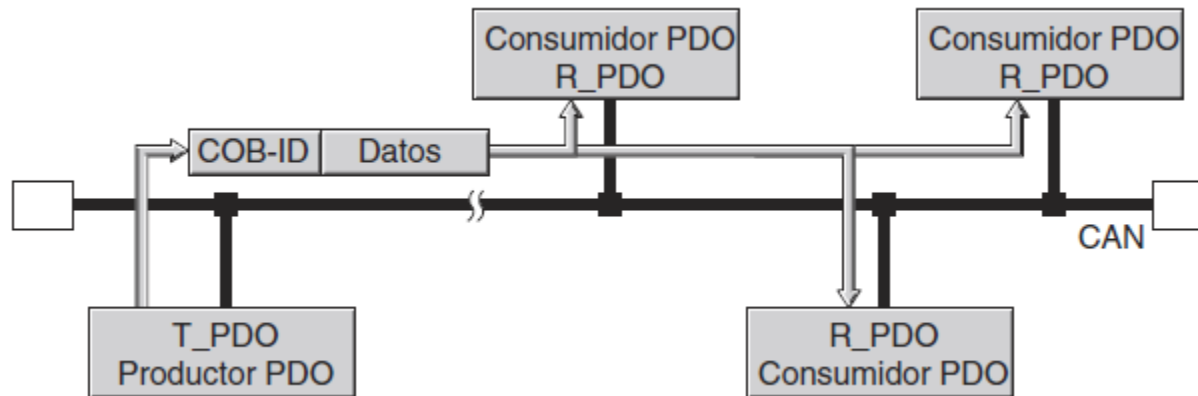 Consumidor PDO
R_PDO
Consumidor PDO
R_PDO
COB-ID
Datos
CAN
T_PDO
Productor PDO
R_PDO
Consumidor PDO